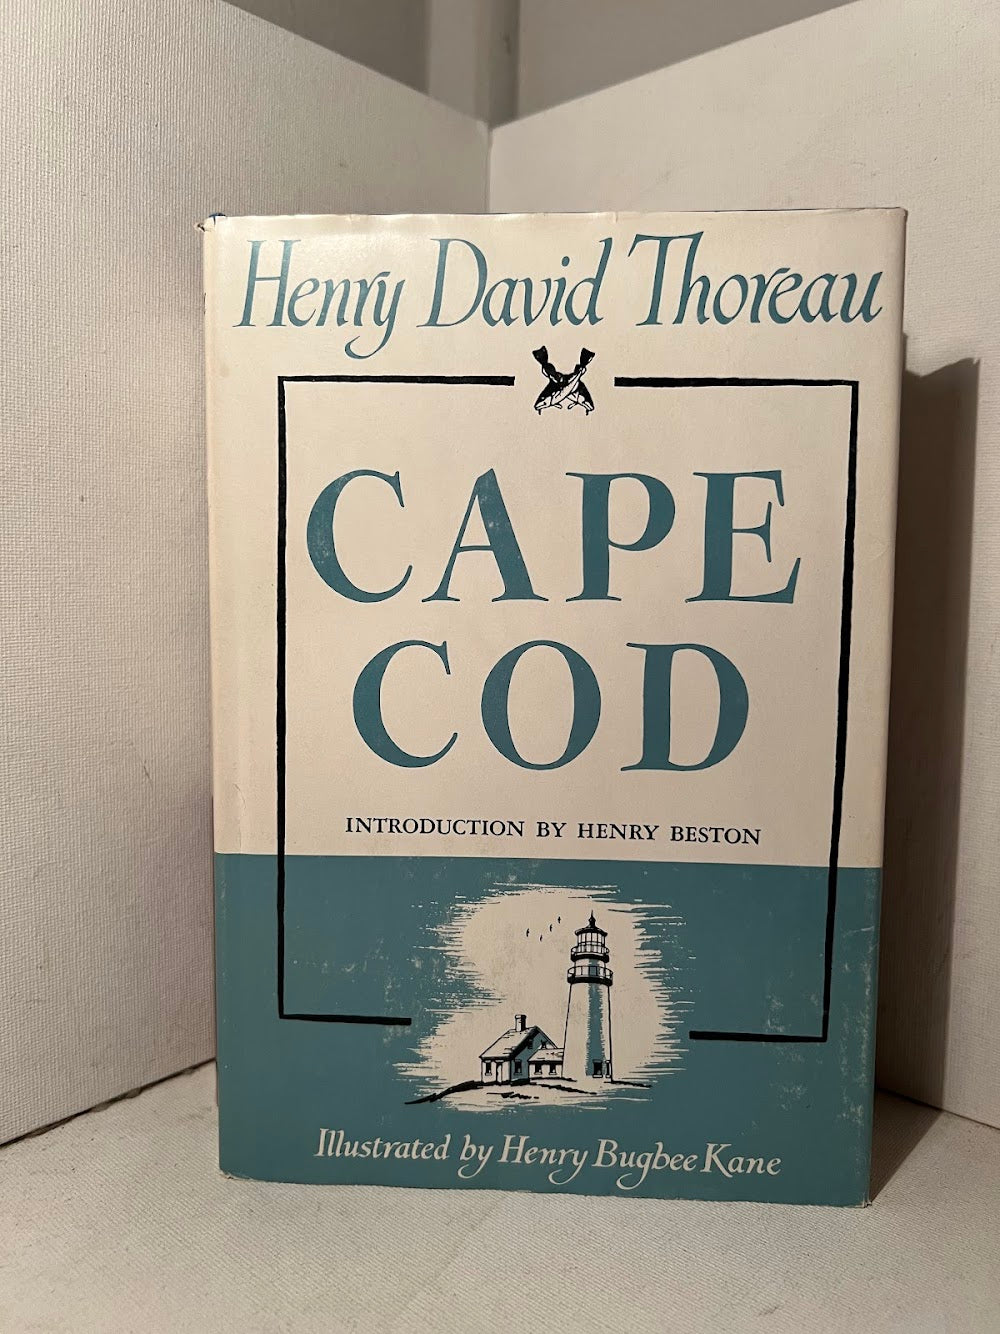 Henry David Thoreau
CAPE
COD
INTRODUCTION BY HENRY BESTON
Illustrated by Henry Bugbee Kane